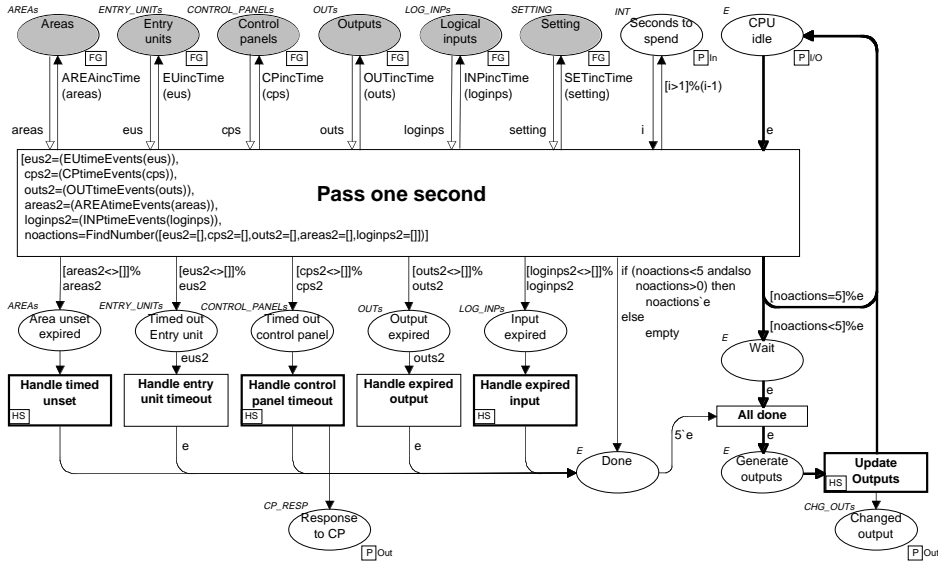 AREAs ENTRY_UNITs CONTROL_PANELs OUTs LOG_INPs SETTING INT E
Areas Entry Control Outputs Logical Setting Seconds to CPU
units panels inputs spend idle
FG FG FG FG FG FG P In P I/O
AREAincTime EUincTime CPincTime OUTincTime INPincTime SETincTime [i>1]%(i-1)
(areas) (eus) (cps) (outs) (loginps) (setting)
areas eus cps outs loginps setting i e
[eus2=(EUtimeEvents(eus)),
cps2=(CPtimeEvents(cps)),
outs2=(OUTtimeEvents(outs)),
areas2=(AREAtimeEvents(areas)),
loginps2=(INPtimeEvents(loginps)),
noactions=FindNumber([eus2=[],cps2=[],outs2=[],areas2=[],loginps2=[]])]
Pass one second
[areas2<>[]]% [eus2<>[]]% [cps2<>[]]% [outs2<>[]]% [loginps2<>[]]% if (noactions<5 andalso
areas2 eus2 cps2 outs2 loginps2 noactions>0) then
noactions`e
else
empty
[noactions=5]%e
[noactions<5]%e
AREAs ENTRY_UNITs CONTROL_PANELs OUTs LOG_INPs E
Area unset Timed out Timed out Output Input Wait
expired Entry unit control panel expired expired
eus2 outs2 e
Handle timed Handle entry Handle control Handle expired Handle expired All done
unset unit timeout panel timeout output input
HS HS HS
e e e 5`e e
E Done E Generate Update
outputs Outputs
HS
CP_RESP CHG_OUTs
Response Changed
to CP output
P Out P Out